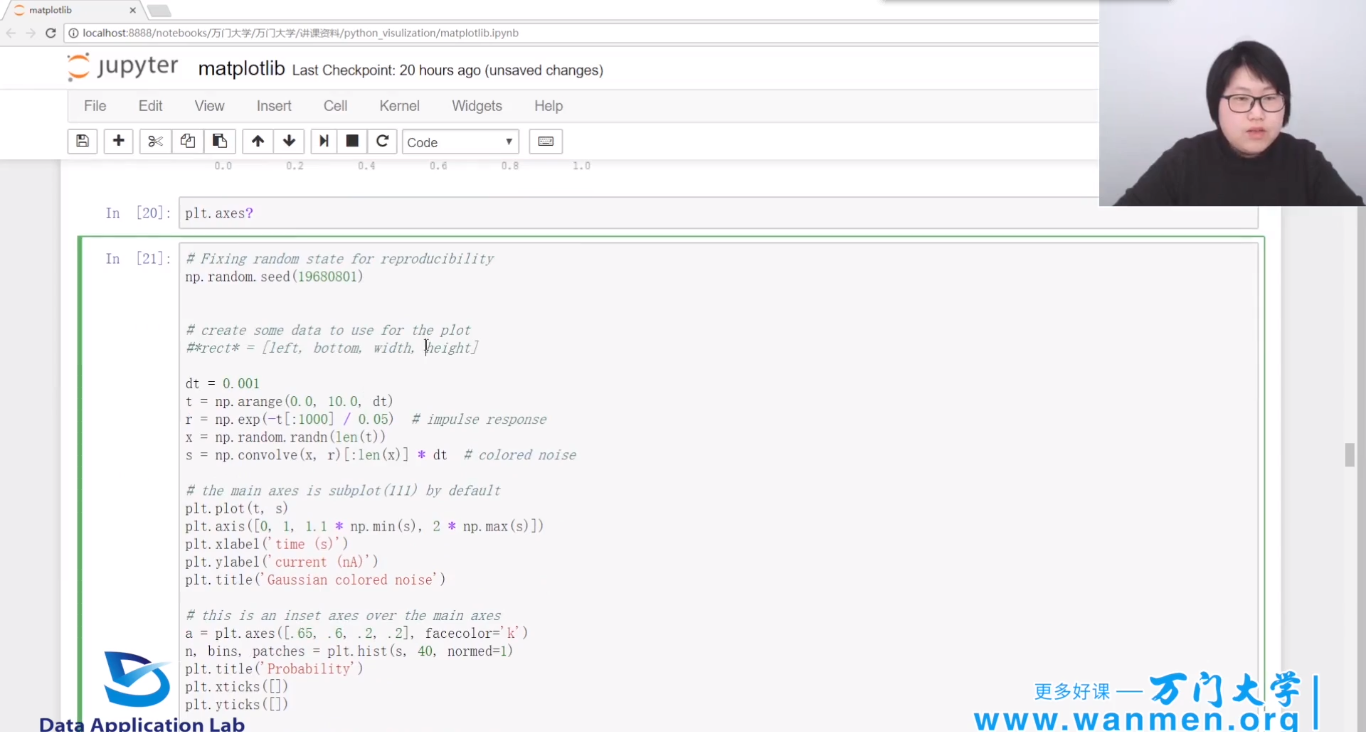 matplotlib
localhost:8888/notebooks/万门大学/万门大学/讲课资料/python_visulization/matplotlib.ipynb
jupyter matplotlib Last Checkpoint: 20 hours ago (unsaved changes)
File Edit View Insert Cell Kernel Widgets Help
Code
0.0 0.2 0.4 0.6 0.8 1.0
In [20]: plt.axes?
In [21]: # Fixing random state for reproducibility
np.random.seed(19680801)
# create some data to use for the plot
#*rect* = [left, bottom, width, height]
dt = 0.001
t = np.arange(0.0, 10.0, dt)
r = np.exp(-t[:1000] / 0.05)  # impulse response
x = np.random.randn(len(t))
s = np.convolve(x, r)[:len(x)] * dt  # colored noise
# the main axes is subplot(111) by default
plt.plot(t, s)
plt.axis([0, 1, 1.1 * np.min(s), 2 * np.max(s)])
plt.xlabel('time (s)')
plt.ylabel('current (nA)')
plt.title('Gaussian colored noise')
# this is an inset axes over the main axes
a = plt.axes([.65, .6, .2, .2], facecolor='k')
n, bins, patches = plt.hist(s, 40, normed=1)
plt.title('Probability')
plt.xticks([])
plt.yticks([])
Data Application Lab
更多好课 — 万门大学
www.wanmen.org